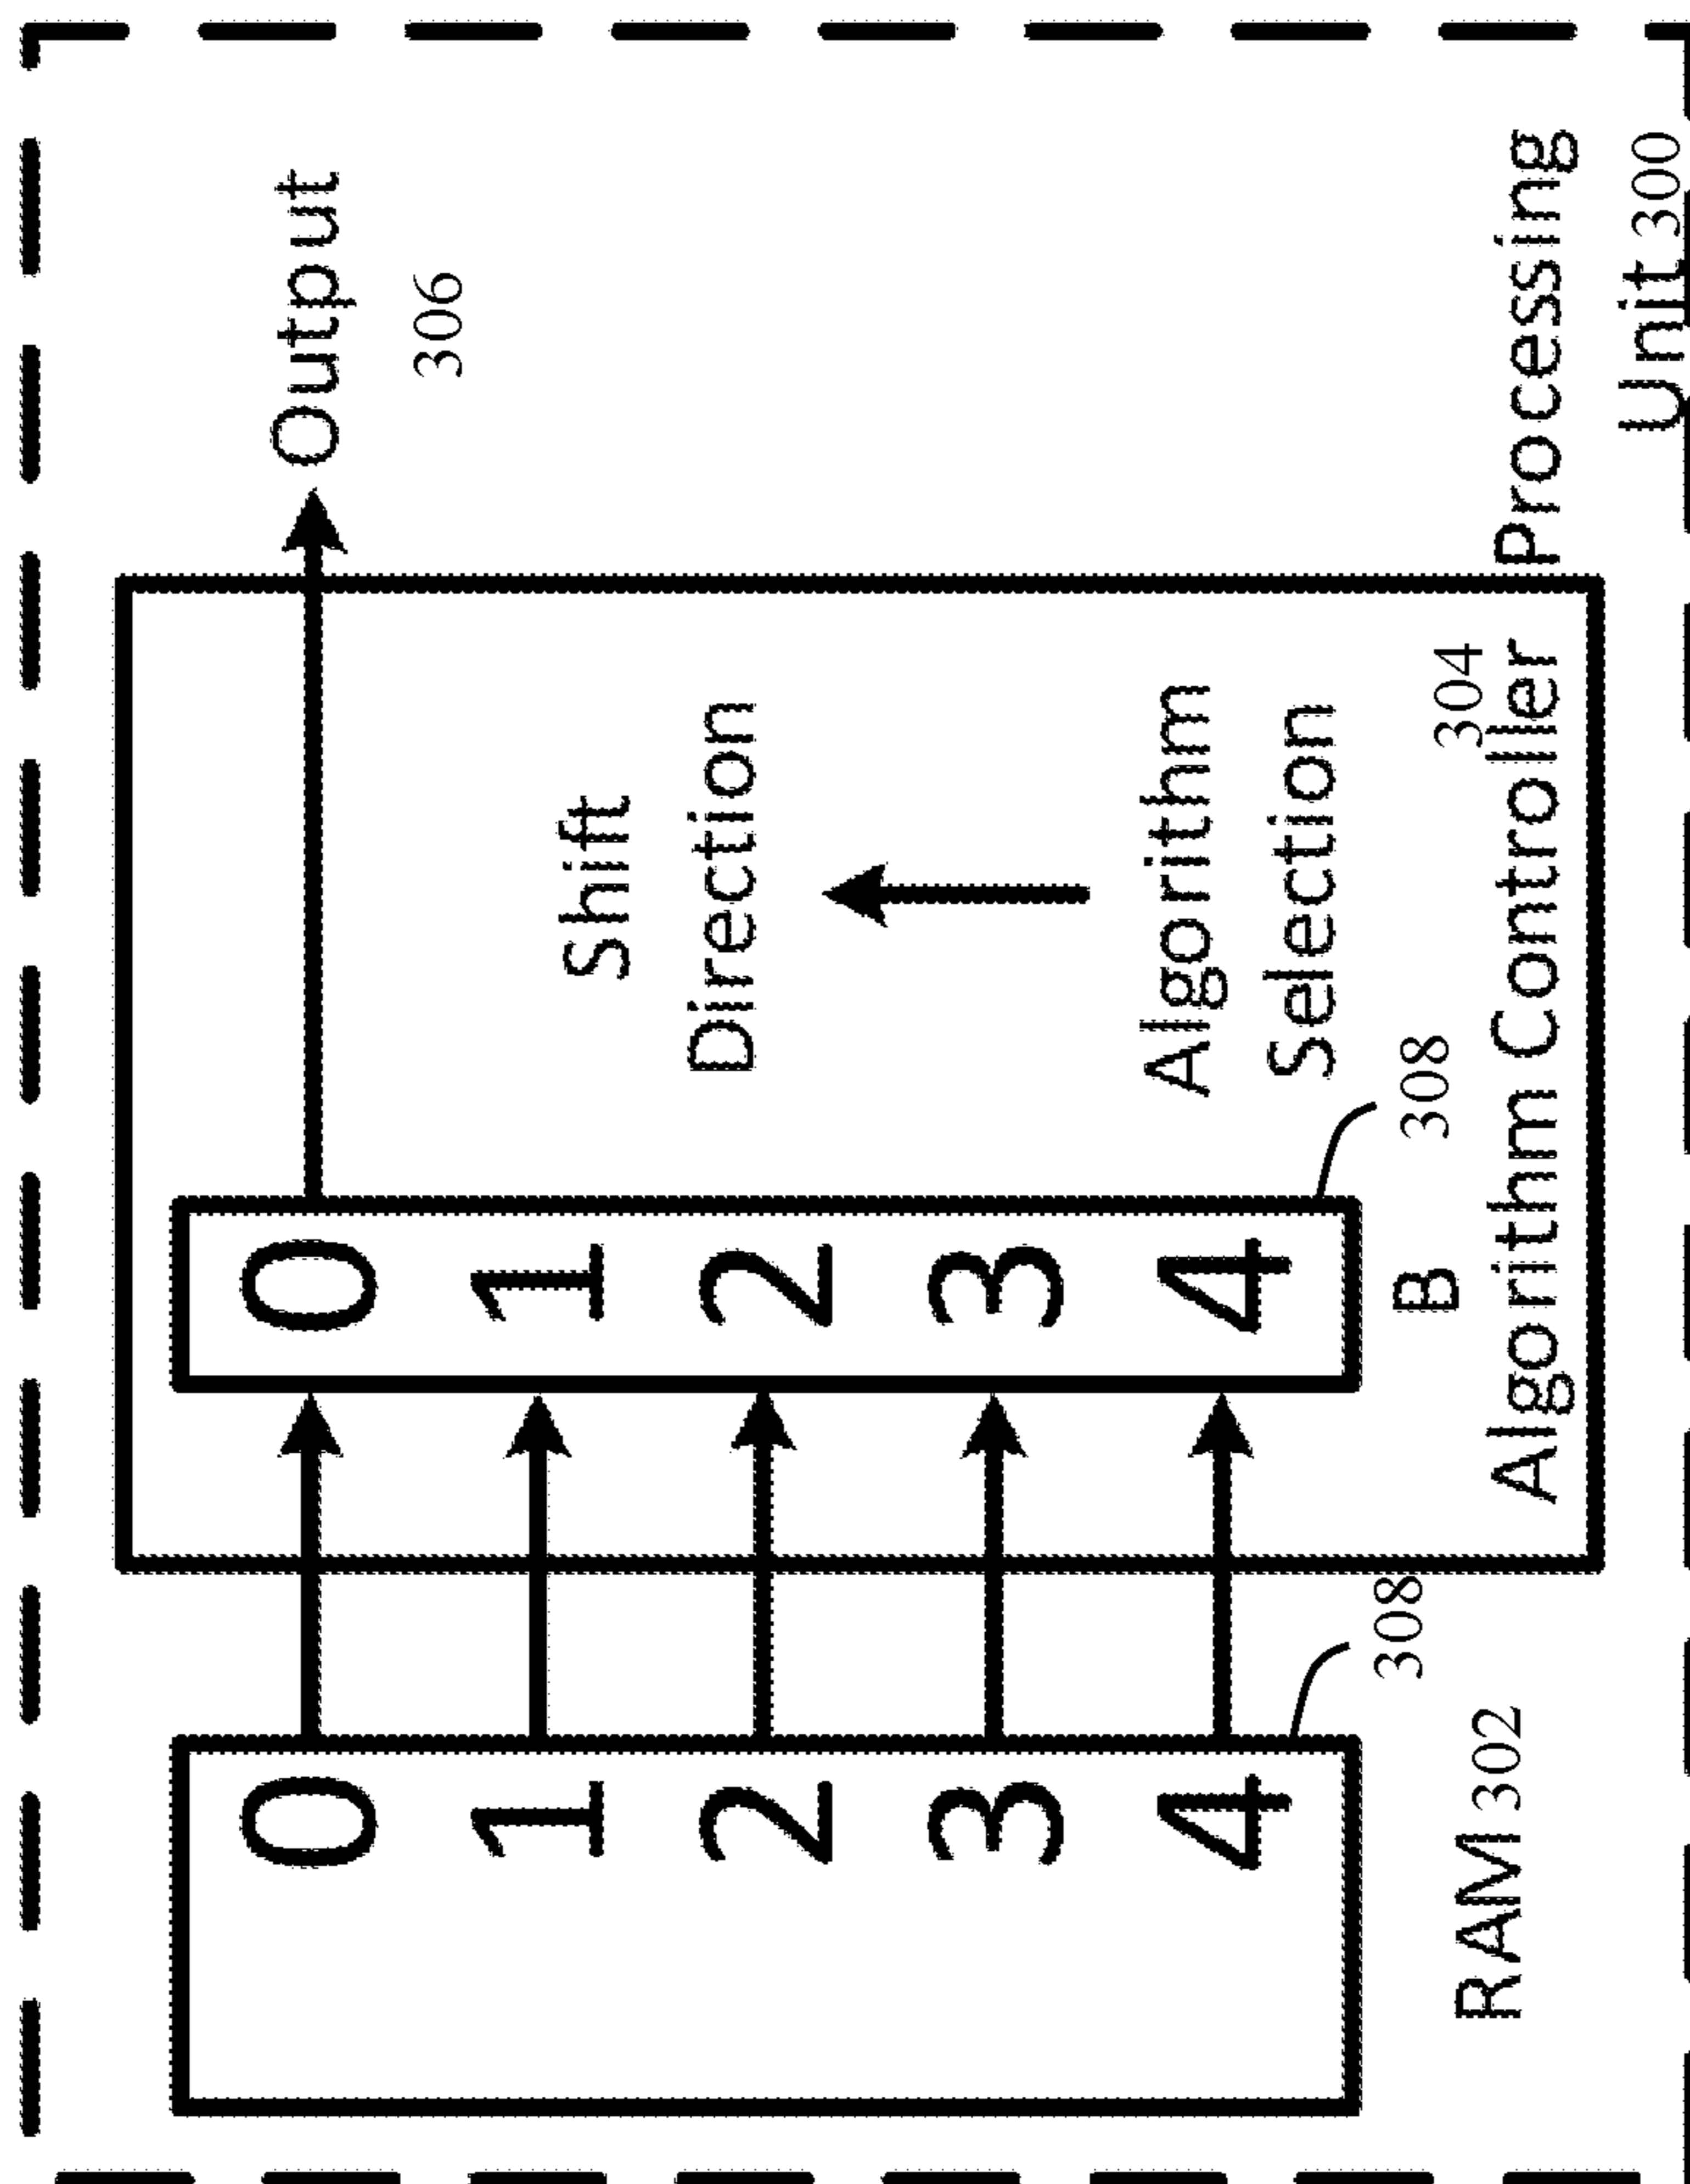 0
1
2
3
4
308
RAM 302
0
1
2
3
4
B
308
Shift
Direction
Algorithm
Selection
304
Algorithm Controller
Output
306
Processing
Unit 300